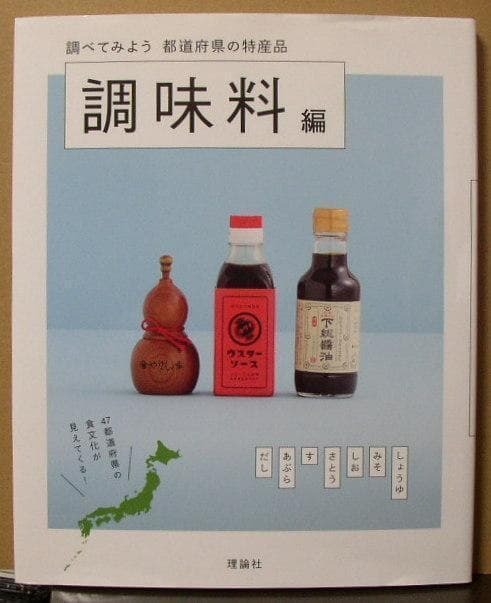 調べてみよう 都道府県の特産品
調味料 編
ウスター
ソース
下総醤油
47都道府県の
食文化が
見えてくる!
しょうゆ
みそ
しお
さとう
す
あぶら
だし
理論社